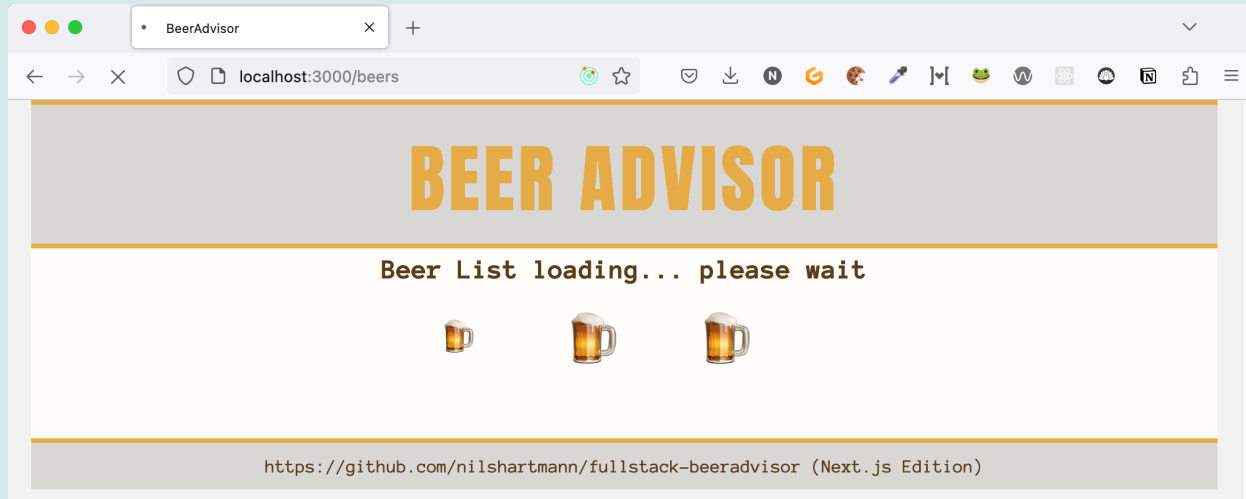 BeerAdvisor
localhost:3000/beers
BEER ADVISOR
Beer List loading... please wait
https://github.com/nilshartmann/fullstack-beeradvisor (Next.js Edition)